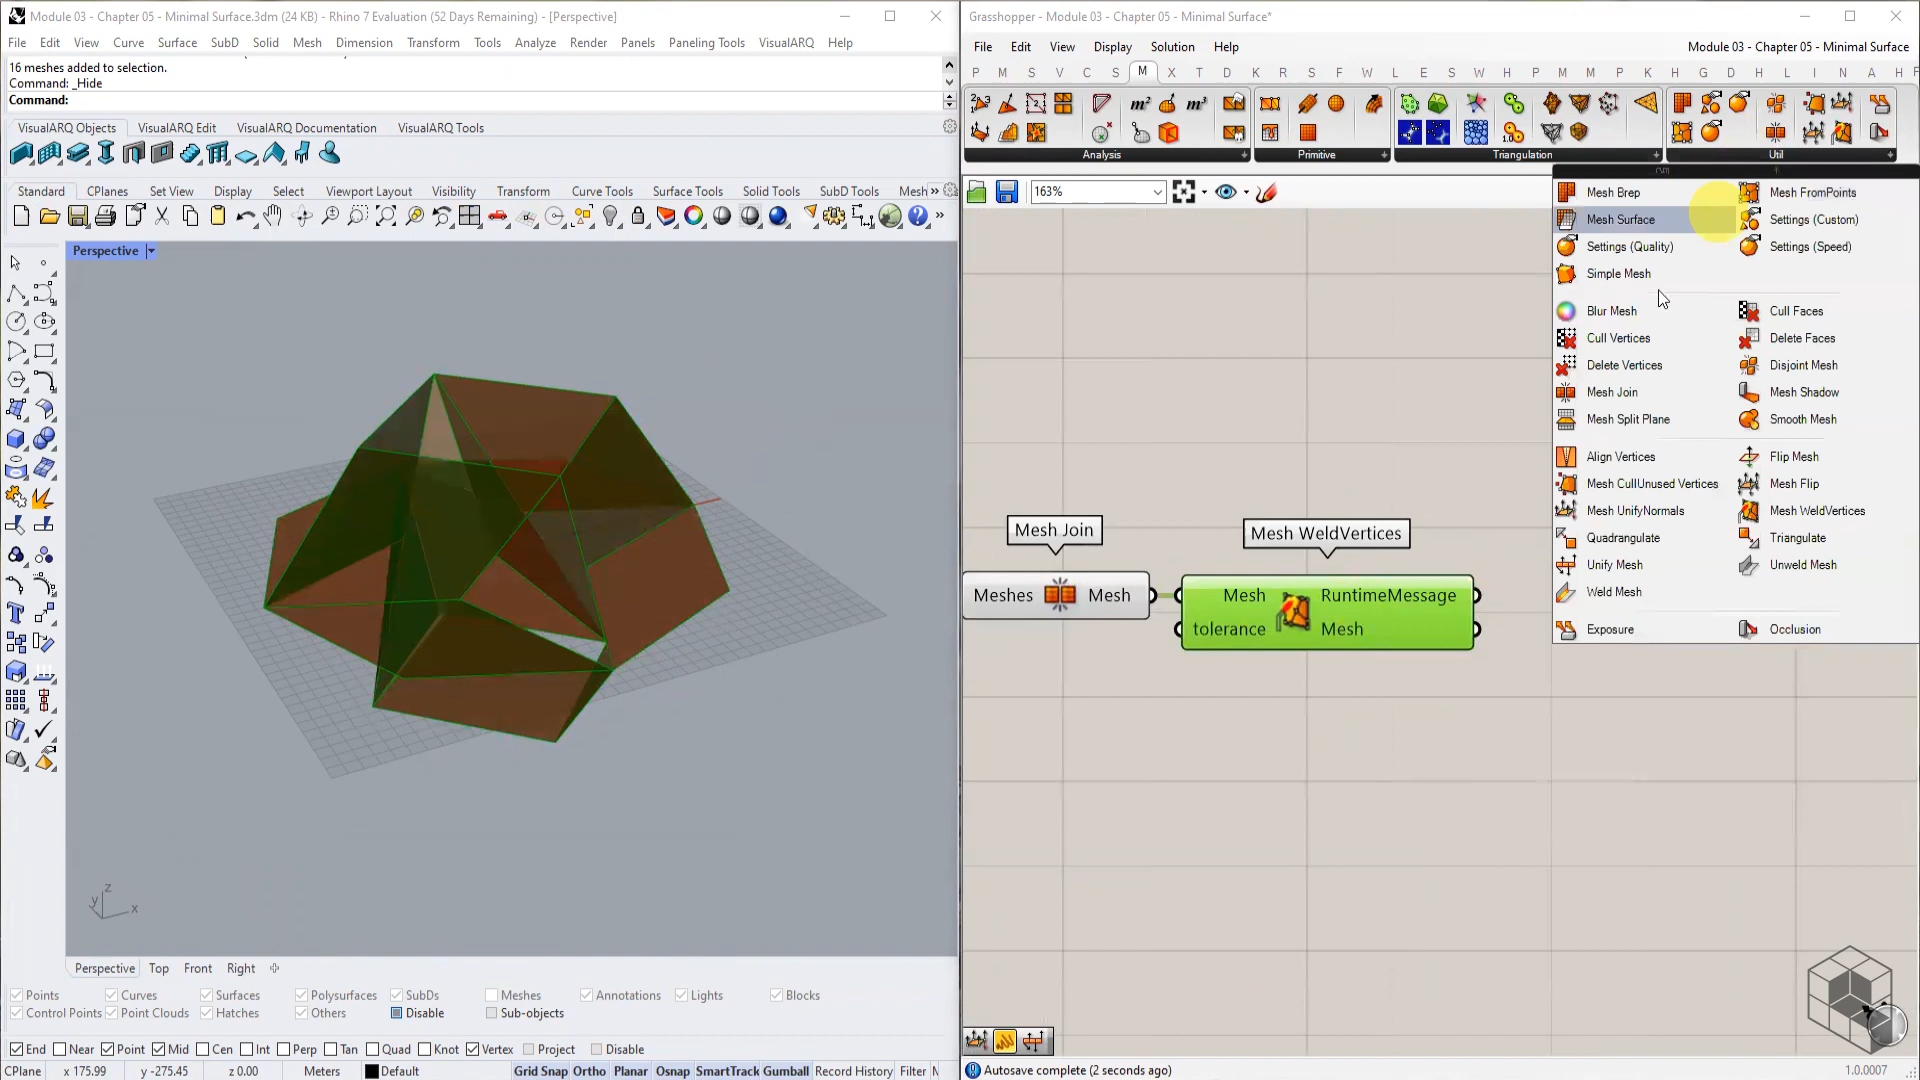 Module 03 - Chapter 05 - Minimal Surface.3dm (24 KB) - Rhino 7 Evaluation (52 Days Remaining) - [Perspective]
File Edit View Curve Surface SubD Solid Mesh Dimension Transform Tools Analyze Render Panels Paneling Tools VisualARQ Help
16 meshes added to selection.
Command: _Hide
Command:
VisualARQ Objects VisualARQ Edit VisualARQ Documentation VisualARQ Tools
Standard CPlanes Set View Display Select Viewport Layout Visibility Transform Curve Tools Surface Tools Solid Tools SubD Tools Mesh »
Perspective
z
y
x
Perspective Top Front Right
Points Curves Surfaces Polysurfaces SubDs Meshes Annotations Lights Blocks
Control Points Point Clouds Hatches Others Disable Sub-objects
End Near Point Mid Cen Int Perp Tan Quad Knot Vertex Project Disable
CPlane x 175.99 y -275.45 z 0.00 Meters Default Grid Snap Ortho Planar Osnap SmartTrack Gumball Record History Filter
Grasshopper - Module 03 - Chapter 05 - Minimal Surface*
File Edit View Display Solution Help
Module 03 - Chapter 05 - Minimal Surface
P M S V C S M X T D K R S F W L E S W H P M M P K H G D H L I N A H F
Analysis Primitive Triangulation Util
163%
Mesh Brep Mesh FromPoints
Mesh Surface Settings (Custom)
Settings (Quality) Settings (Speed)
Simple Mesh
Blur Mesh Cull Faces
Cull Vertices Delete Faces
Delete Vertices Disjoint Mesh
Mesh Join Mesh Shadow
Mesh Split Plane Smooth Mesh
Align Vertices Flip Mesh
Mesh CullUnused Vertices Mesh Flip
Mesh UnifyNormals Mesh WeldVertices
Quadrangulate Triangulate
Unify Mesh Unweld Mesh
Weld Mesh
Exposure Occlusion
Mesh Join
Mesh WeldVertices
Meshes Mesh
Mesh RuntimeMessage
tolerance Mesh
Autosave complete (2 seconds ago)
1.0.0007